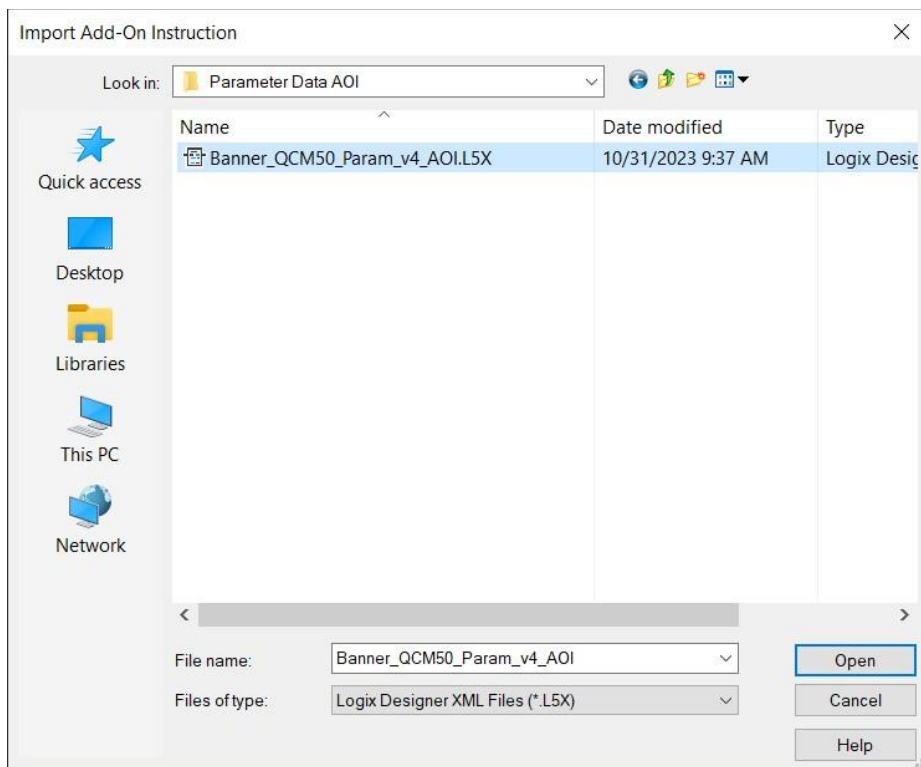 Import Add-On Instruction
Look in: Parameter Data AOI
Name Date modified Type
Banner_QCM50_Param_v4_AOI.L5X 10/31/2023 9:37 AM Logix Desig
Quick access
Desktop
Libraries
This PC
Network
File name: Banner_QCM50_Param_v4_AOI Open
Files of type: Logix Designer XML Files (*.L5X) Cancel
Help